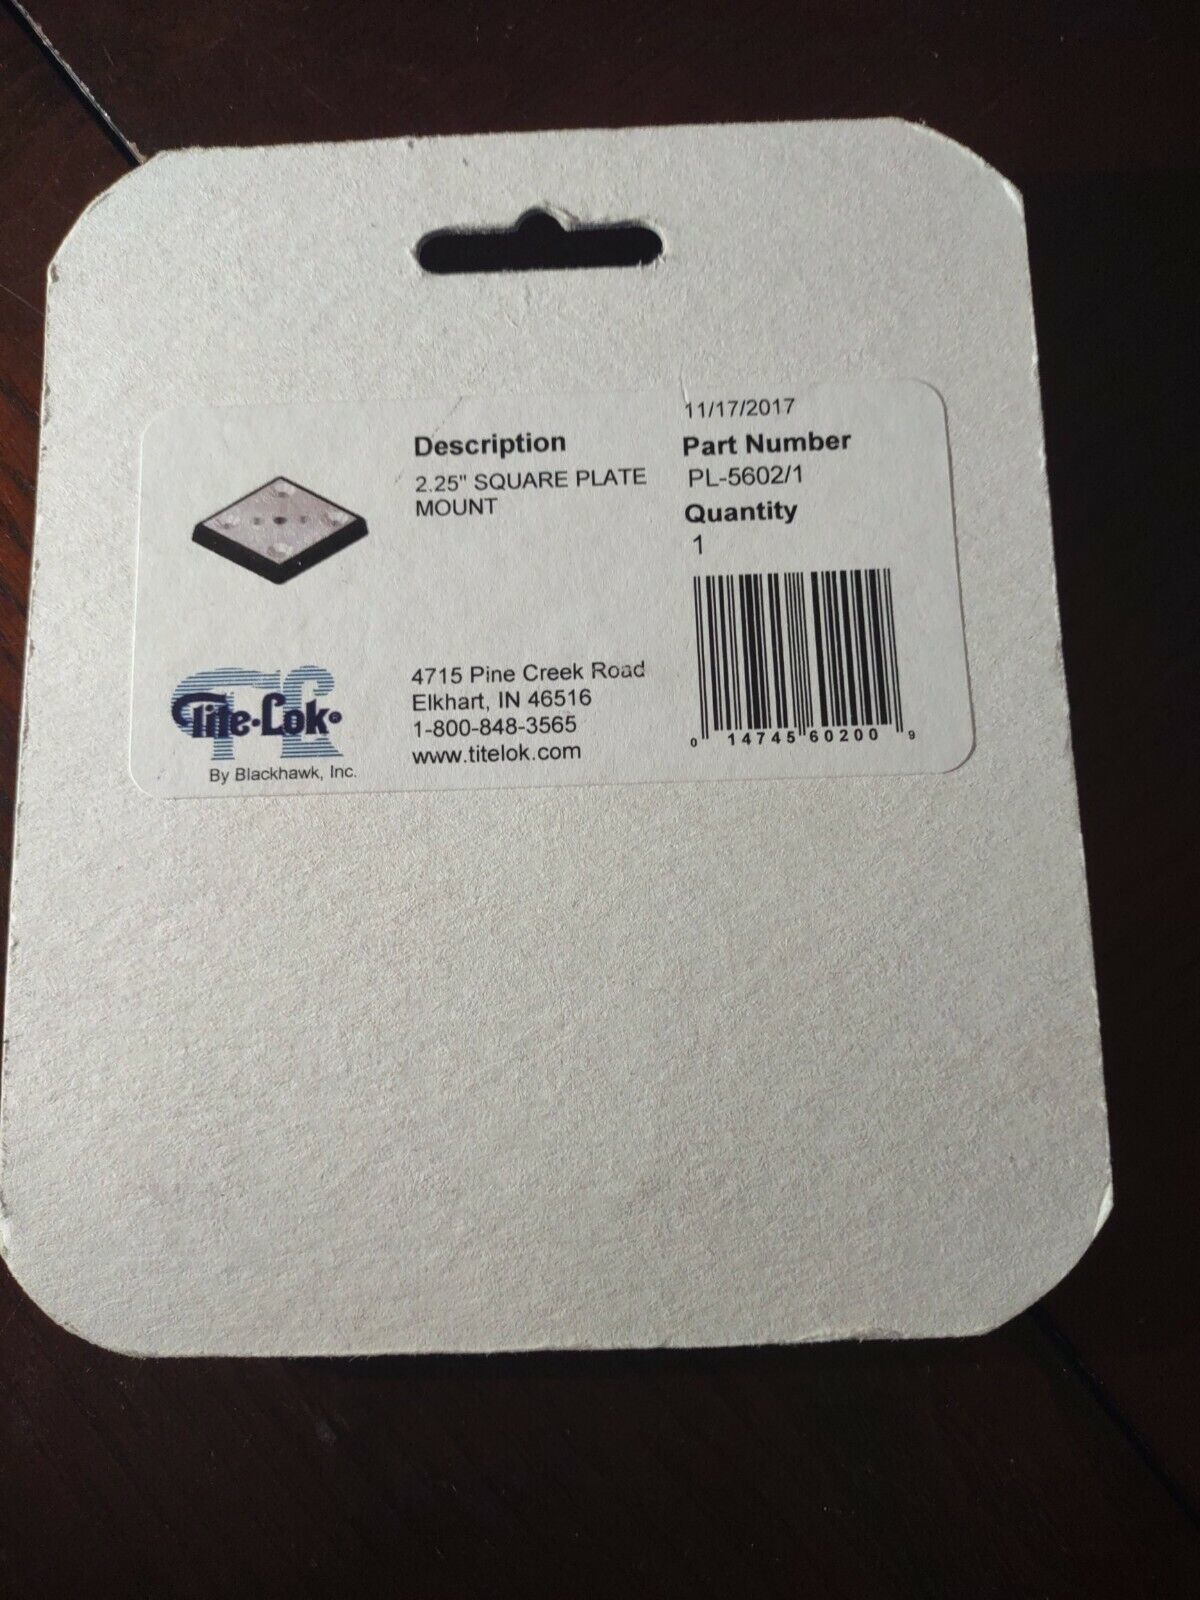 11/17/2017
Description
2.25" SQUARE PLATE
MOUNT
Part Number
PL-5602/1
Quantity
1
Tite-Lok®
By Blackhawk, Inc.
4715 Pine Creek Road
Elkhart, IN 46516
1-800-848-3565
www.titelok.com
0 14745 60200 9